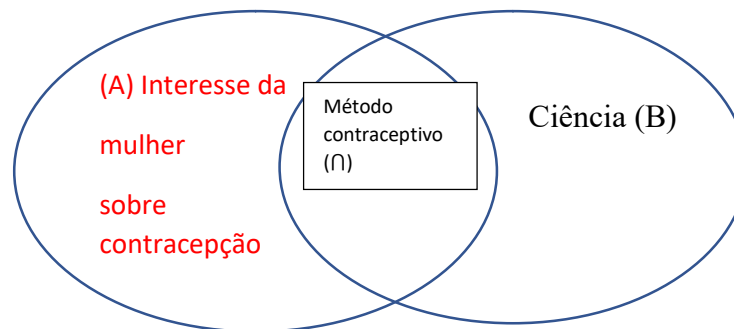 (A) Interesse da
mulher
sobre
contracepção
Método
contraceptivo
(∩)
Ciência (B)